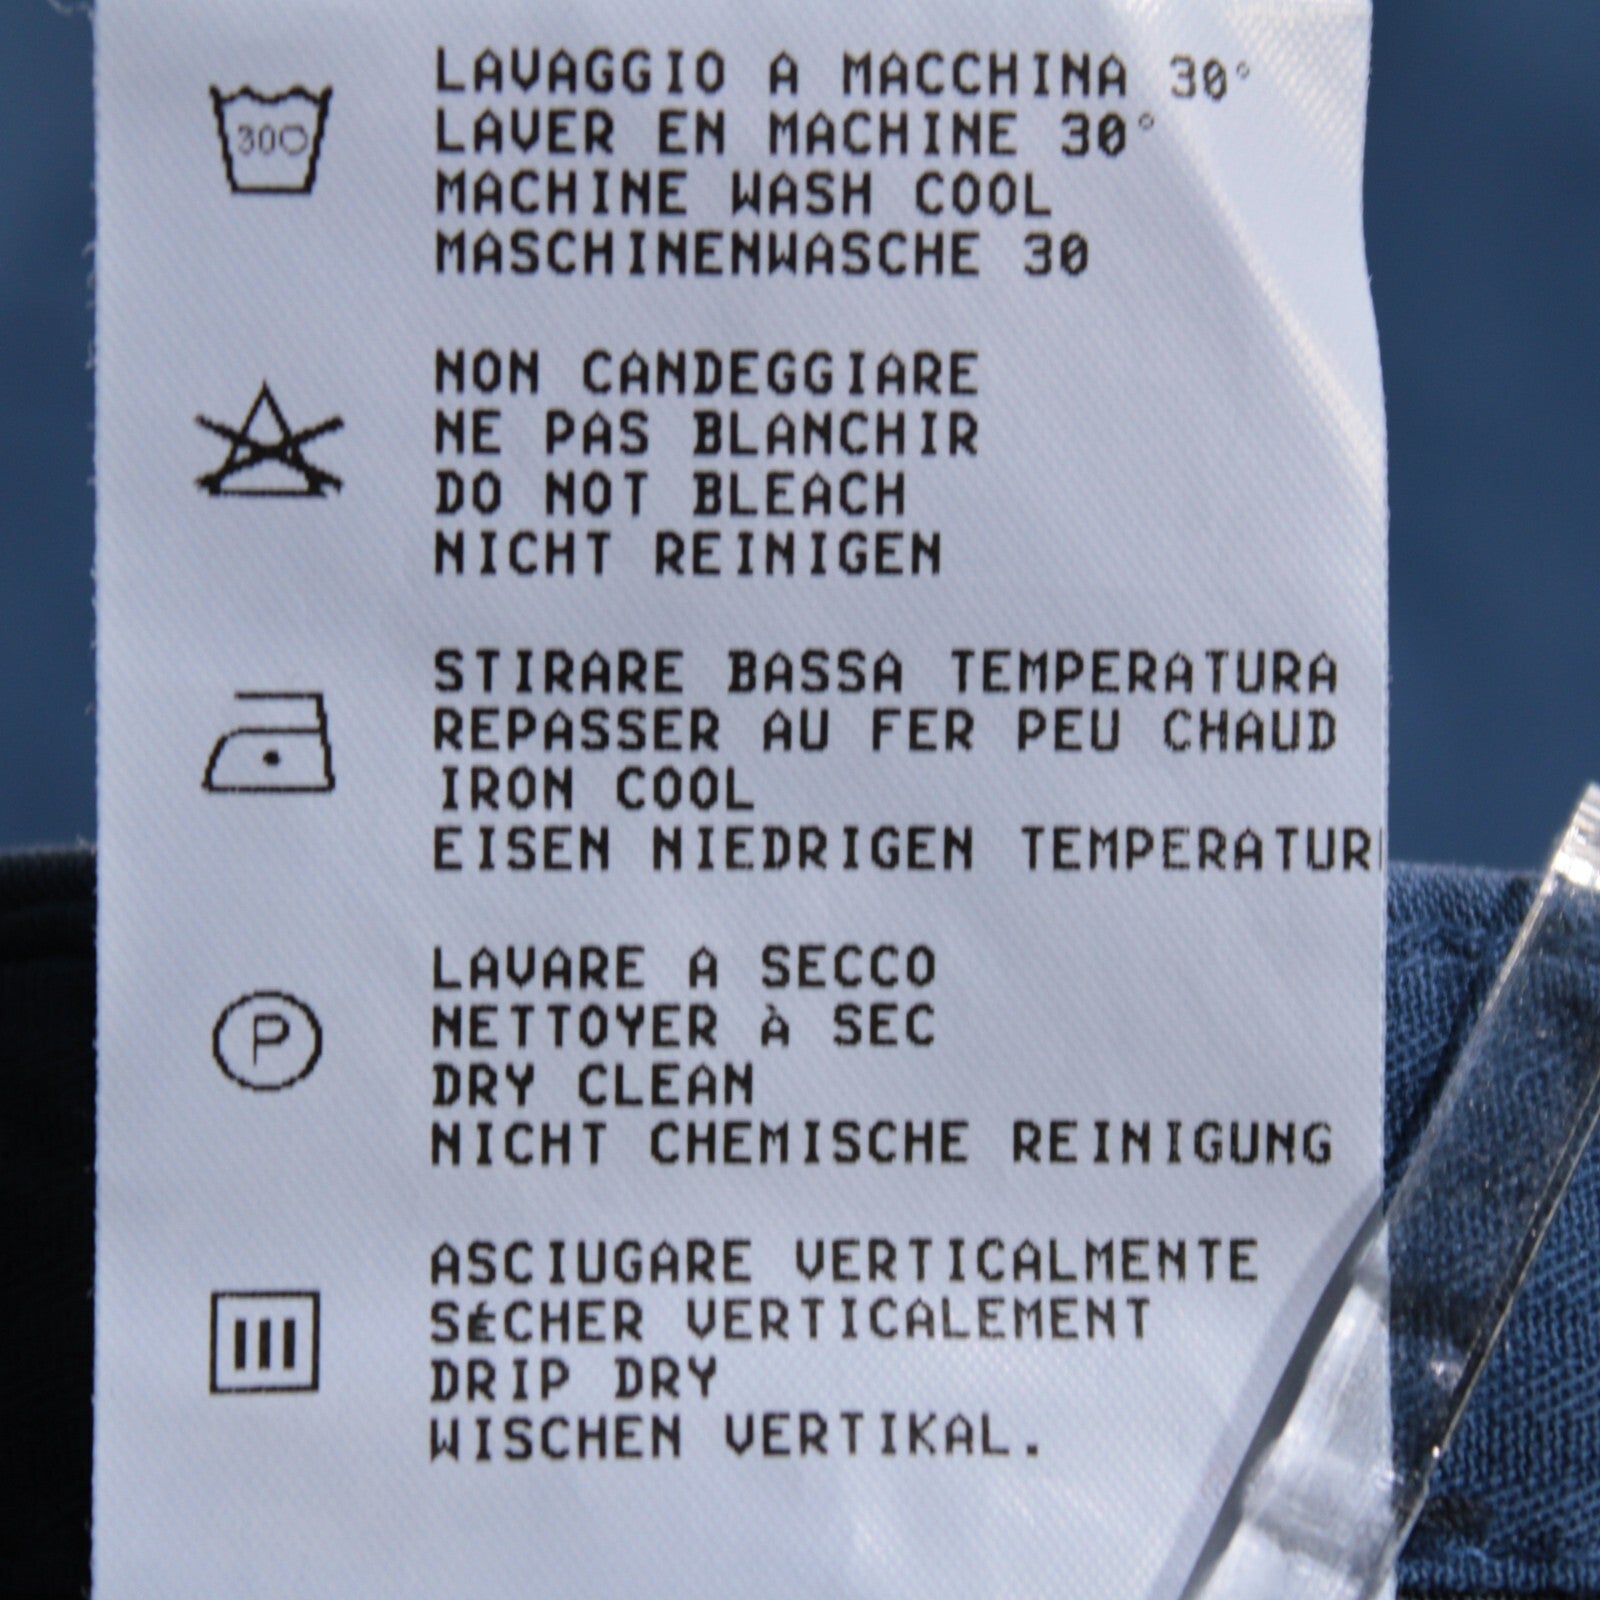 LAVAGGIO A MACCHINA 30°
LAVER EN MACHINE 30°
30C MACHINE WASH COOL
MASCHINENWASCHE 30
NON CANDEGGIARE
NE PAS BLANCHIR
DO NOT BLEACH
NICHT REINIGEN
STIRARE BASSA TEMPERATURA
REPASSER AU FER PEU CHAUD
IRON COOL
EISEN NIEDRIGEN TEMPERATUR
LAVARE A SECCO
NETTOYER À SEC
P
DRY CLEAN
NICHT CHEMISCHE REINIGUNG
ASCIUGARE VERTICALMENTE
SÉCHER VERTICALEMENT
DRIP DRY
WISCHEN VERTIKAL.